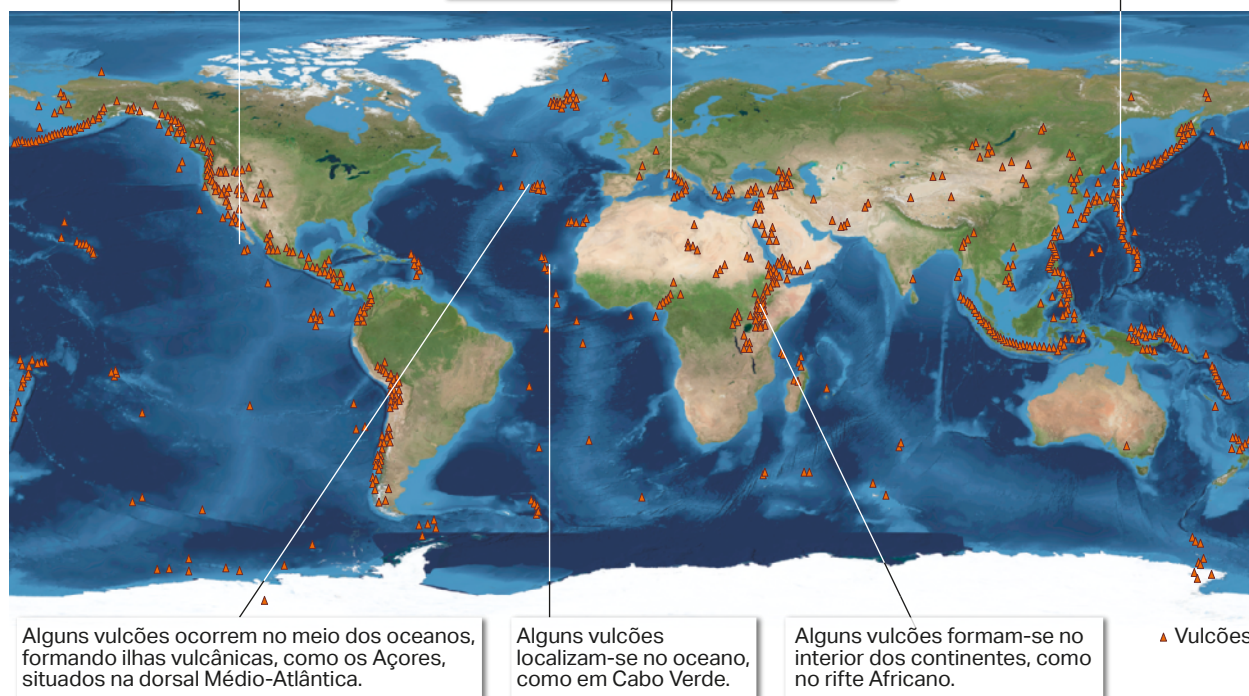 Alguns vulcões ocorrem no meio dos oceanos,
formando ilhas vulcânicas, como os Açores,
situados na dorsal Médio-Atlântica.
Alguns vulcões
localizam-se no oceano,
como em Cabo Verde.
Alguns vulcões formam-se no
interior dos continentes, como
no rifte Africano.
Vulcões